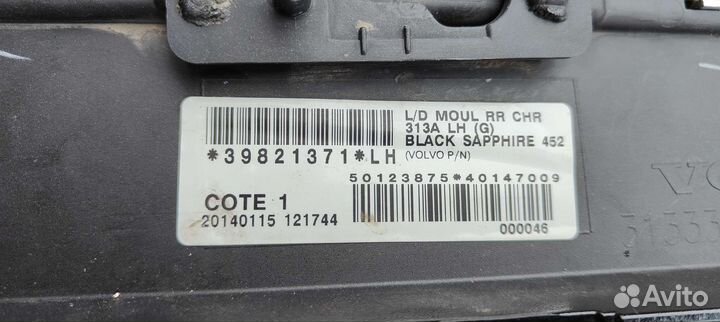 L/D MOUL RR CHR
313A LH (G)
BLACK SAPPHIRE 452
*39821371*LH (VOLVO P/N)
50123875*40147009
COTE 1
20140115 121744
000046
Avito